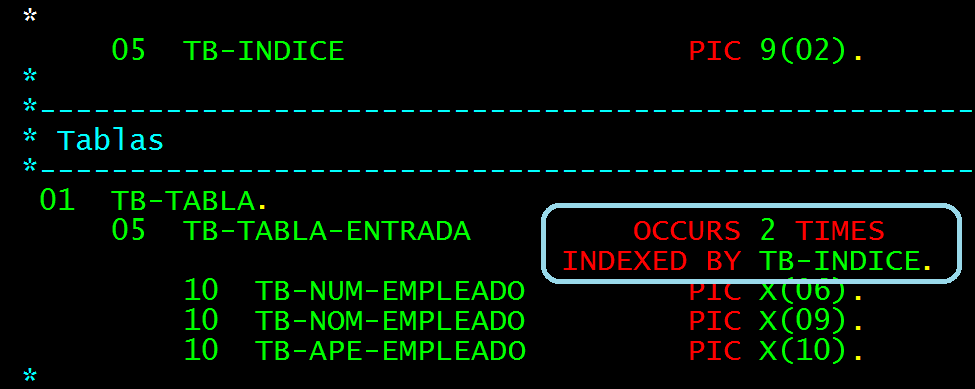 *
05  TB-INDICE                   PIC 9(02).
*
*----------------------------------------------------
* Tablas
*----------------------------------------------------
01  TB-TABLA.
05  TB-TABLA-ENTRADA         OCCURS 2 TIMES
INDEXED BY TB-INDICE.
10  TB-NUM-EMPLEADO         PIC X(06).
10  TB-NOM-EMPLEADO         PIC X(09).
10  TB-APE-EMPLEADO         PIC X(10).
*